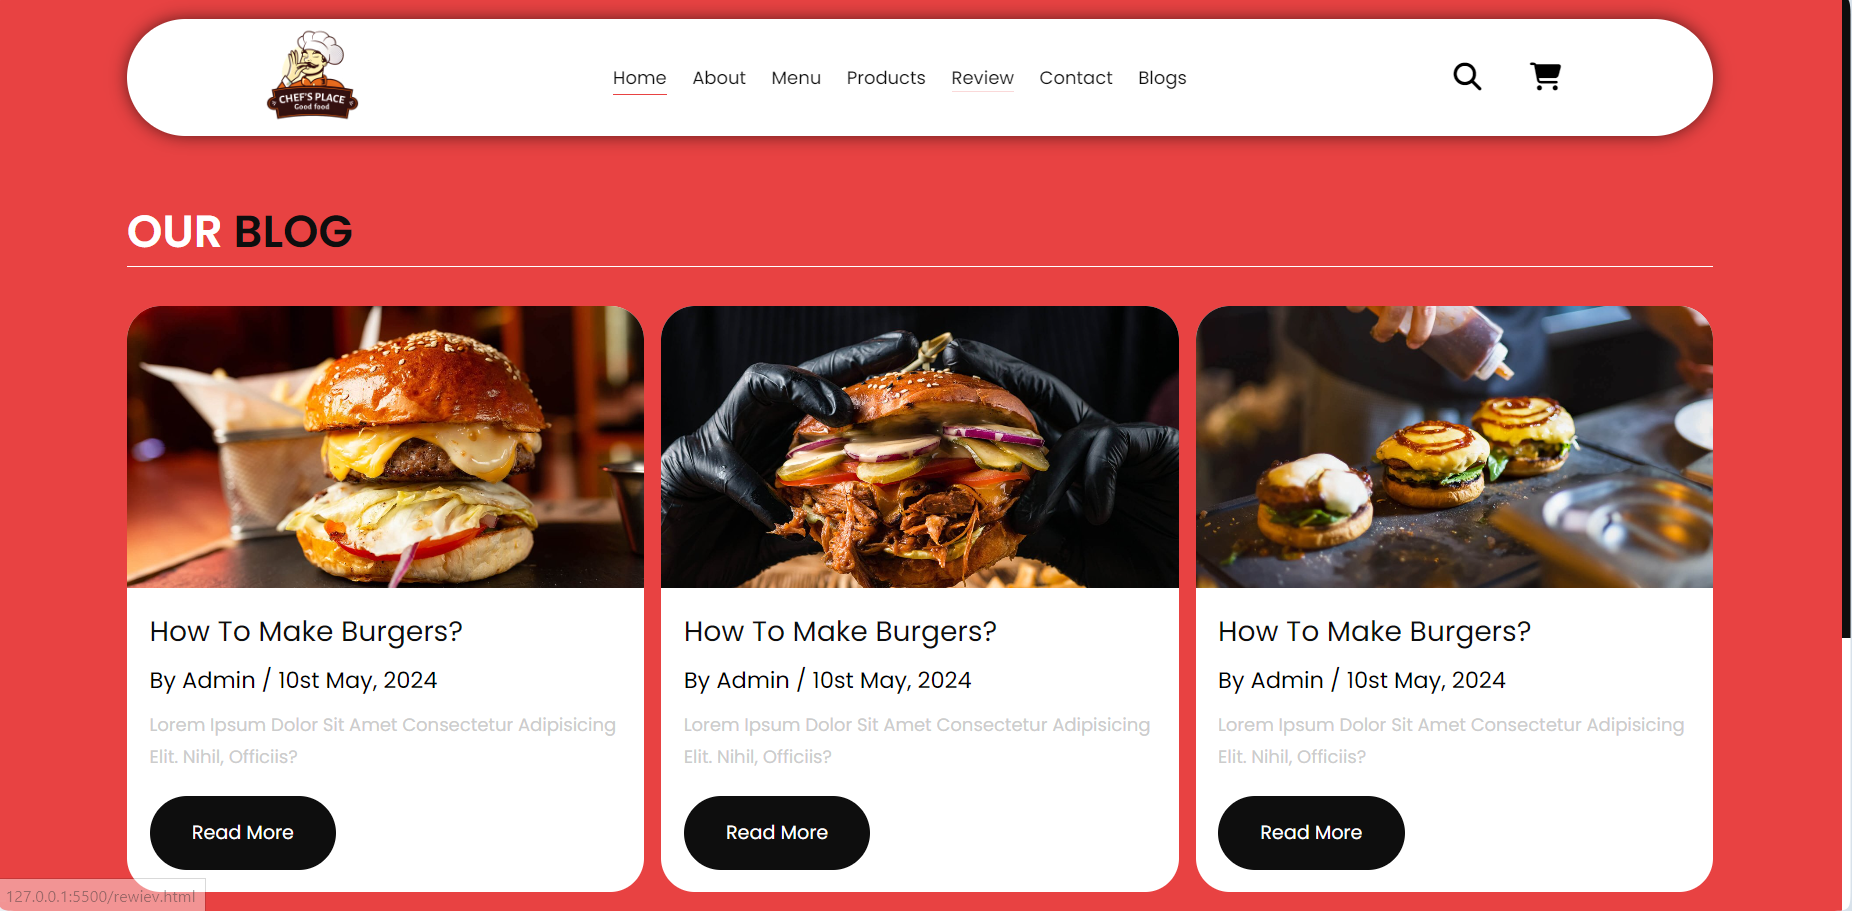 CHEF'S PLACE
Good food
Home About Menu Products Review Contact Blogs
OUR BLOG
How To Make Burgers?
By Admin / 10st May, 2024
Lorem Ipsum Dolor Sit Amet Consectetur Adipisicing
Elit. Nihil, Officiis?
Read More
How To Make Burgers?
By Admin / 10st May, 2024
Lorem Ipsum Dolor Sit Amet Consectetur Adipisicing
Elit. Nihil, Officiis?
Read More
How To Make Burgers?
By Admin / 10st May, 2024
Lorem Ipsum Dolor Sit Amet Consectetur Adipisicing
Elit. Nihil, Officiis?
Read More
127.0.0.1:5500/rewiev.html